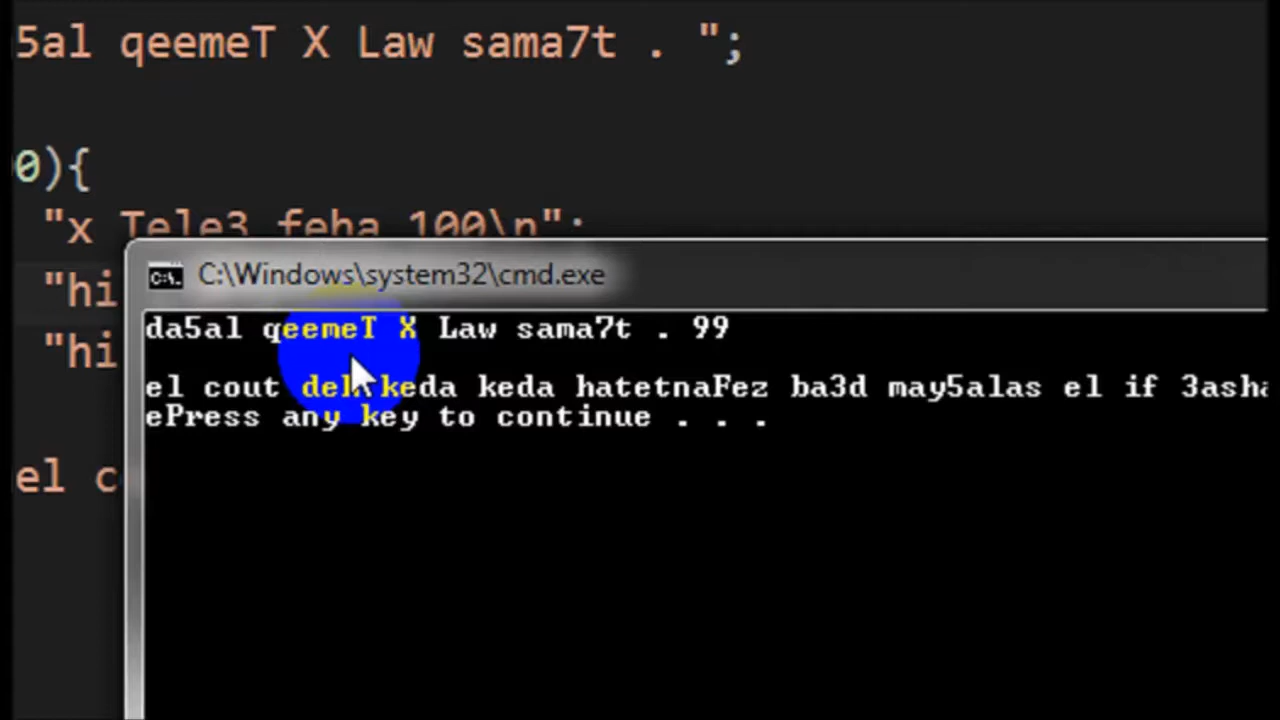 5al qeemeT X Law sama7t . ";
0){
"x Tele3 feha 100\n";
"hi
"hi
C:\Windows\system32\cmd.exe
da5al qeemeT X Law sama7t . 99
el cout keda keda hatetnaFez ba3d may5alas el if 3asha
ePress any key to continue . . .
el c